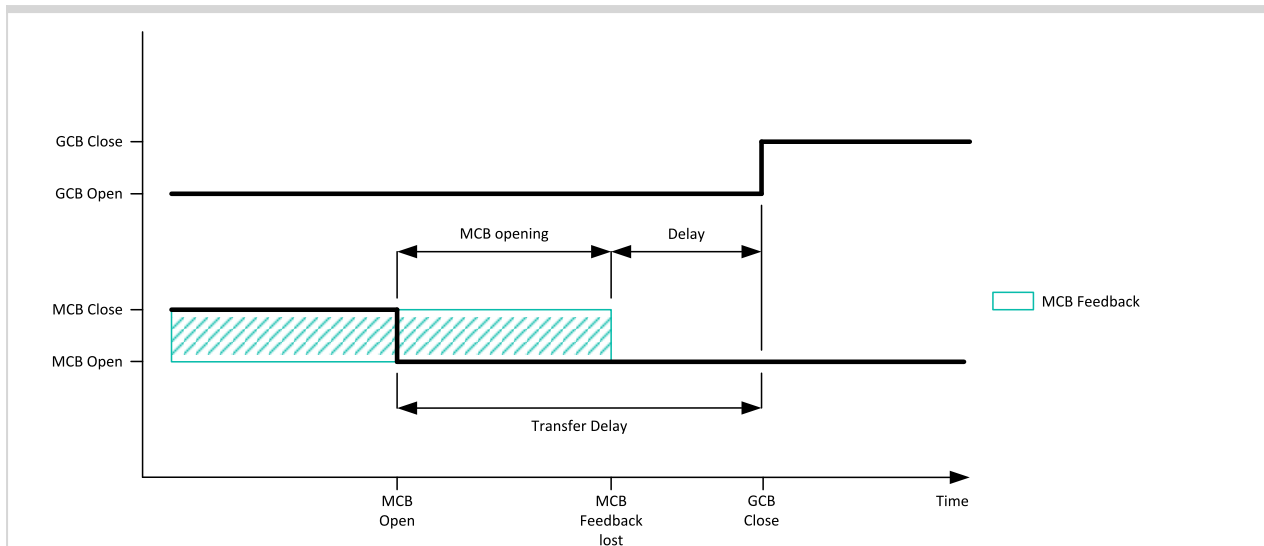 GCB Close
GCB Open
MCB opening
Delay
MCB Close
MCB Feedback
MCB Open
Transfer Delay
MCB
Open
MCB
Feedback
lost
GCB
Close
Time